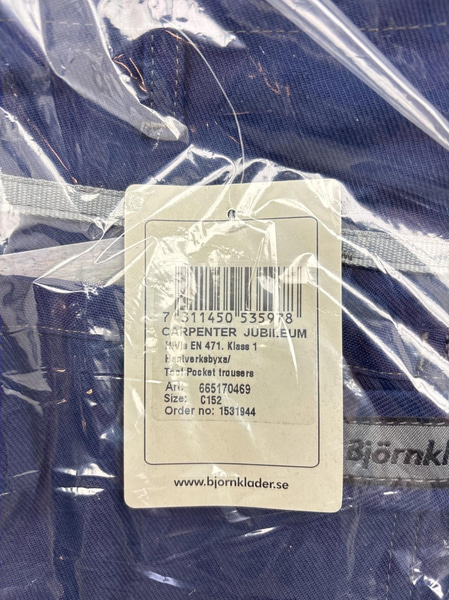 7 311450 535978
CARPENTER JUBILEUM
HiVis EN 471. Klass 1
Hantverksbyxa/
Tool Pocket trousers
Art: 665170469
Size: C152
Order no: 1531944
Björnkl
www.bjornklader.se